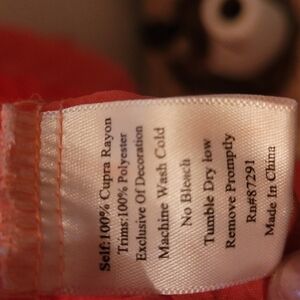 Self:100% Cupra Rayon
Trims:100% Polyester
Exclusive Of Decoration
Machine Wash Cold
No Bleach
Tumble Dry low
Remove Promptly
Rn#87291
Made In China